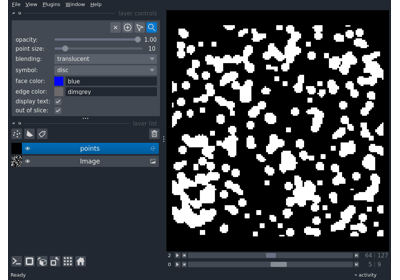 File View Plugins Window Help
layer controls
opacity: 1.00
point size: 10
blending: translucent
symbol: disc
face color: blue
edge color: dimgrey
display text:
out of slice:
layer list
points
Image
2 64 127
0 5 9
Ready activity